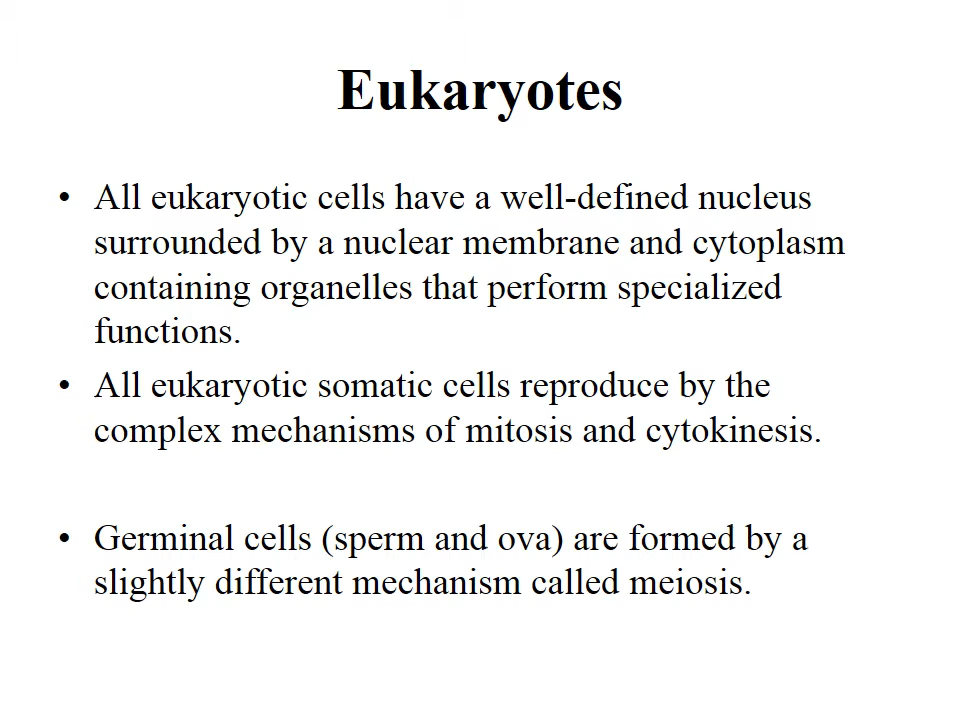 Eukaryotes
• All eukaryotic cells have a well-defined nucleus
surrounded by a nuclear membrane and cytoplasm
containing organelles that perform specialized
functions.
• All eukaryotic somatic cells reproduce by the
complex mechanisms of mitosis and cytokinesis.
• Germinal cells (sperm and ova) are formed by a
slightly different mechanism called meiosis.